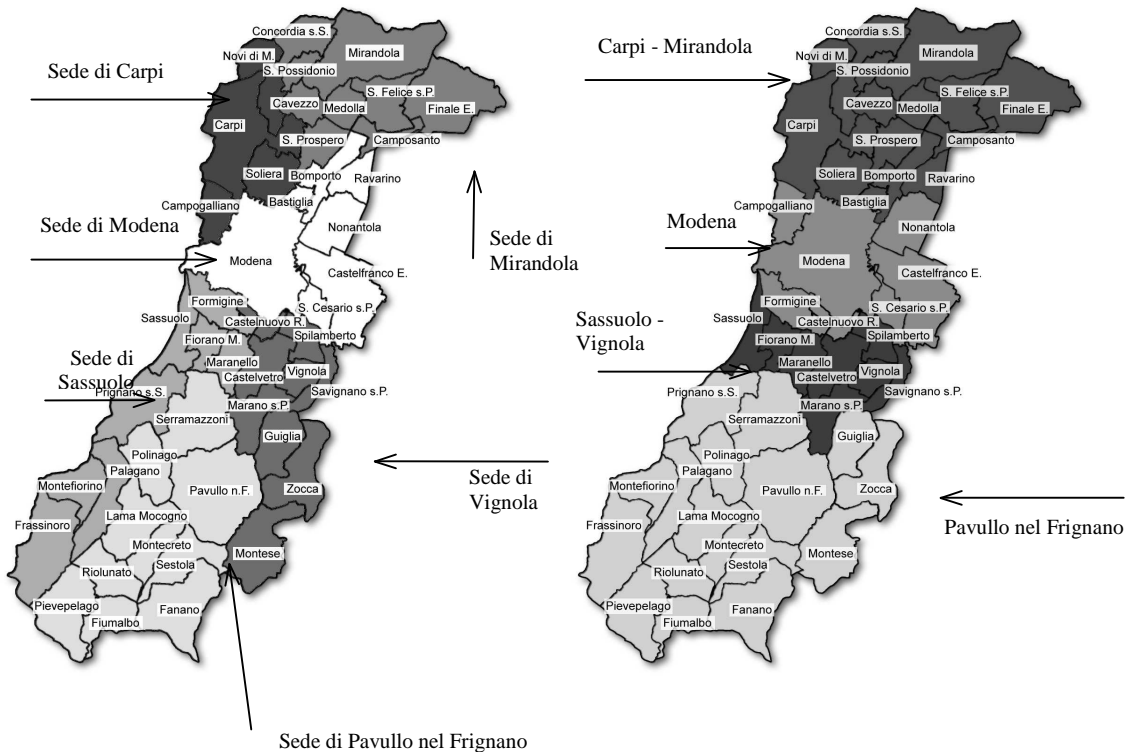 Concordia s.S.
Novi di M.
Mirandola
S. Possidonio
Sede di Carpi
S. Felice s.P.
Cavezzo
Medolla
Finale E.
Carpi
S. Prospero
Camposanto
Soliera
Bomporto
Ravarino
Campogalliano
Bastiglia
Sede di Modena
Nonantola
Sede di
Mirandola
Modena
Castelfranco E.
Formigine
S. Cesario s.P.
Sassuolo
Castelnuovo R.
Fiorano M.
Spilamberto
Sede di
Sassuolo
Maranello
Vignola
Castelvetro
Prignano s.S.
Savignano s.P.
Marano s.P.
Serramazzoni
Guiglia
Polinago
Palagano
Sede di
Vignola
Montefiorino
Pavullo n.F.
Zocca
Lama Mocogno
Frassinoro
Montecreto
Montese
Sestola
Riolunato
Pievepelago
Fanano
Fiumalbo
Sede di Pavullo nel Frignano
Concordia s.S.
Carpi - Mirandola
Novi di M.
Mirandola
S. Possidonio
S. Felice s.P.
Cavezzo
Medolla
Finale E.
Carpi
S. Prospero
Camposanto
Soliera
Bomporto
Ravarino
Campogalliano
Bastiglia
Modena
Nonantola
Modena
Castelfranco E.
Formigine
S. Cesario s.P.
Sassuolo -
Vignola
Sassuolo
Castelnuovo R.
Fiorano M.
Spilamberto
Maranello
Vignola
Castelvetro
Prignano s.S.
Savignano s.P.
Marano s.P.
Serramazzoni
Guiglia
Polinago
Palagano
Montefiorino
Pavullo n.F.
Zocca
Lama Mocogno
Frassinoro
Pavullo nel Frignano
Montecreto
Montese
Sestola
Riolunato
Pievepelago
Fanano
Fiumalbo